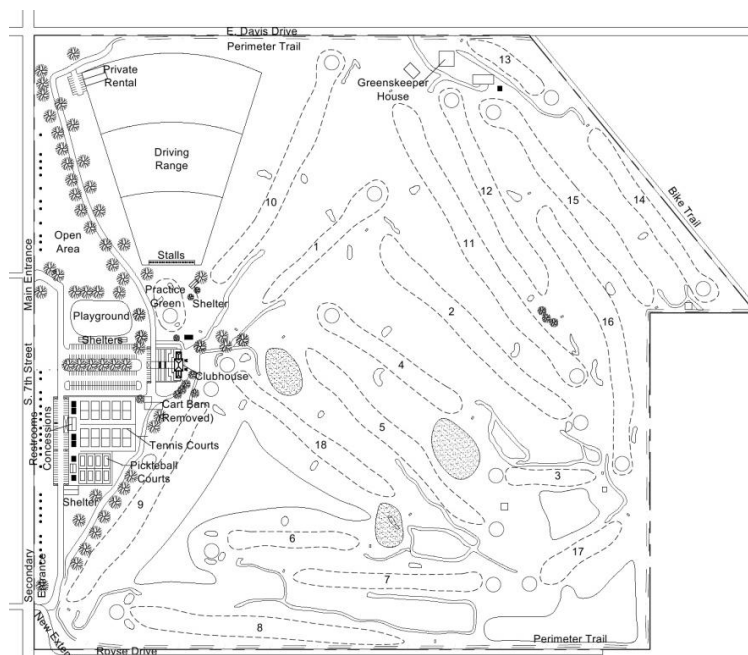 E. Davis Drive
Perimeter Trail
13
Private
Rental
Greenskeeper
House
Driving
Range
10
12
15
14
Bike Trail
11
1
Open
Area
Stalls
Main Entrance
Practice
Green
Shelter
Playground
2
16
Shelters
S. 7th Street
4
Clubhouse
Cart Barn
(Removed)
5
18
Restrooms
Concessions
Tennis Courts
Pickleball
Courts
3
Shelter
9
6
17
7
Secondary
Entrance
8
Perimeter Trail
Royse Drive